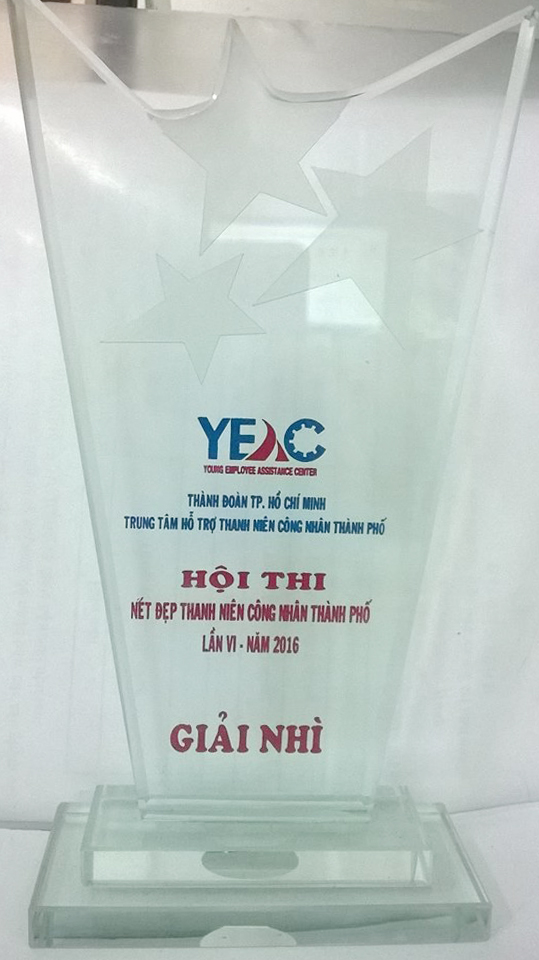 YEAC
YOUNG EMPLOYEE ASSISTANCE CENTER
THÀNH ĐOÀN TP. HỒ CHÍ MINH
TRUNG TÂM HỖ TRỢ THANH NIÊN CÔNG NHÂN THÀNH PHỐ
HỘI THI
NÉT ĐẸP THANH NIÊN CÔNG NHÂN THÀNH PHỐ
LẦN VI - NĂM 2016
GIẢI NHÌ